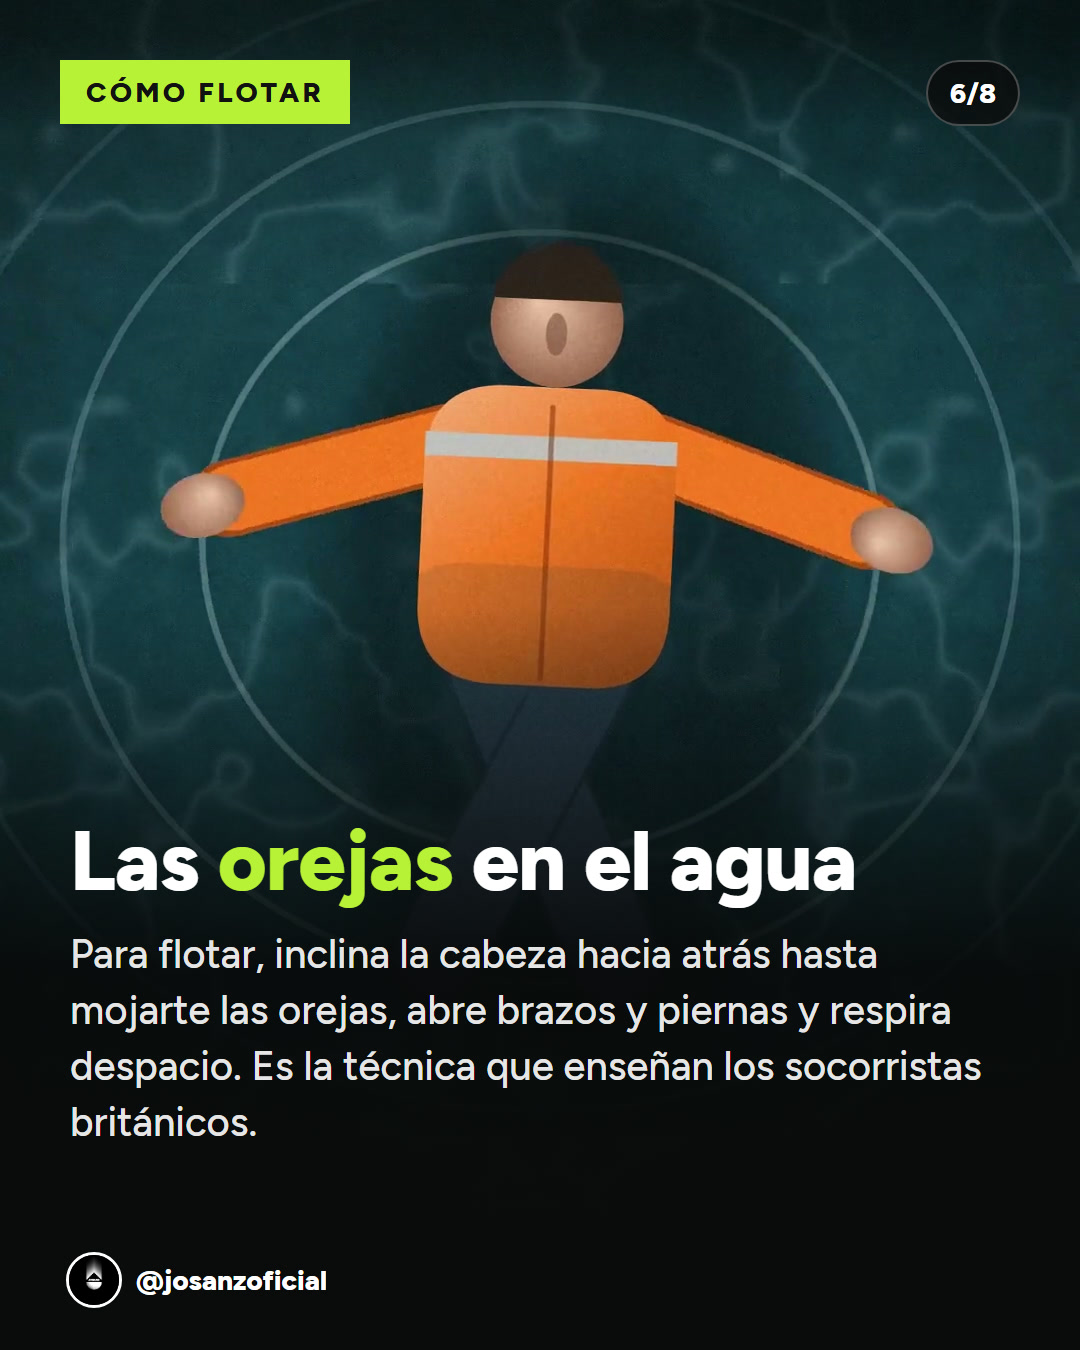 CÓMO FLOTAR
6/8
Las orejas en el agua
Para flotar, inclina la cabeza hacia atrás hasta
mojarte las orejas, abre brazos y piernas y respira
despacio. Es la técnica que enseñan los socorristas
británicos.
@josanzoficial